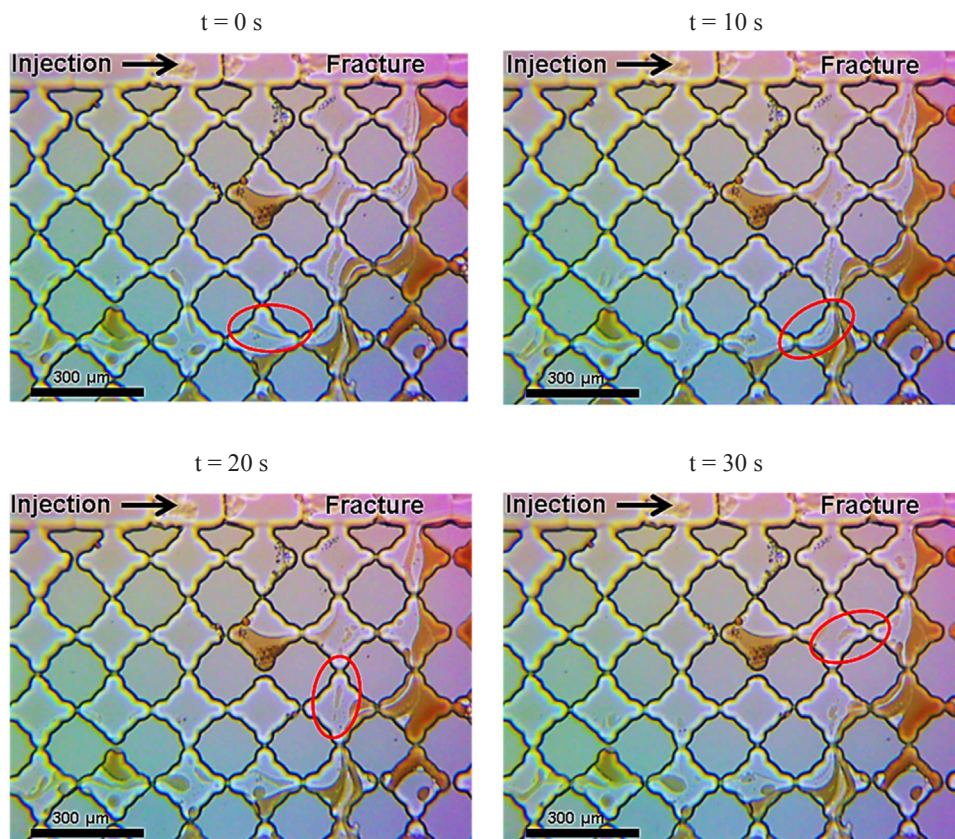 t = 0 s
t = 10 s
Injection → Fracture
300 µm
Injection → Fracture
300 µm
t = 20 s
t = 30 s
Injection → Fracture
300 µm
Injection → Fracture
300 µm